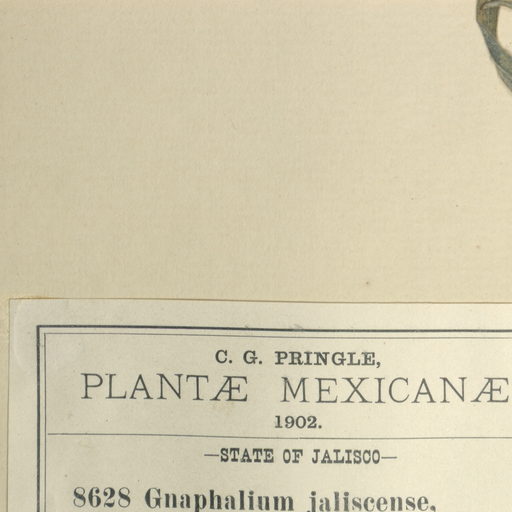 C. G. PRINGLE,
PLANTÆ MEXICANÆ
1902.
—STATE OF JALISCO—
8628 Gnaphalium jaliscense,